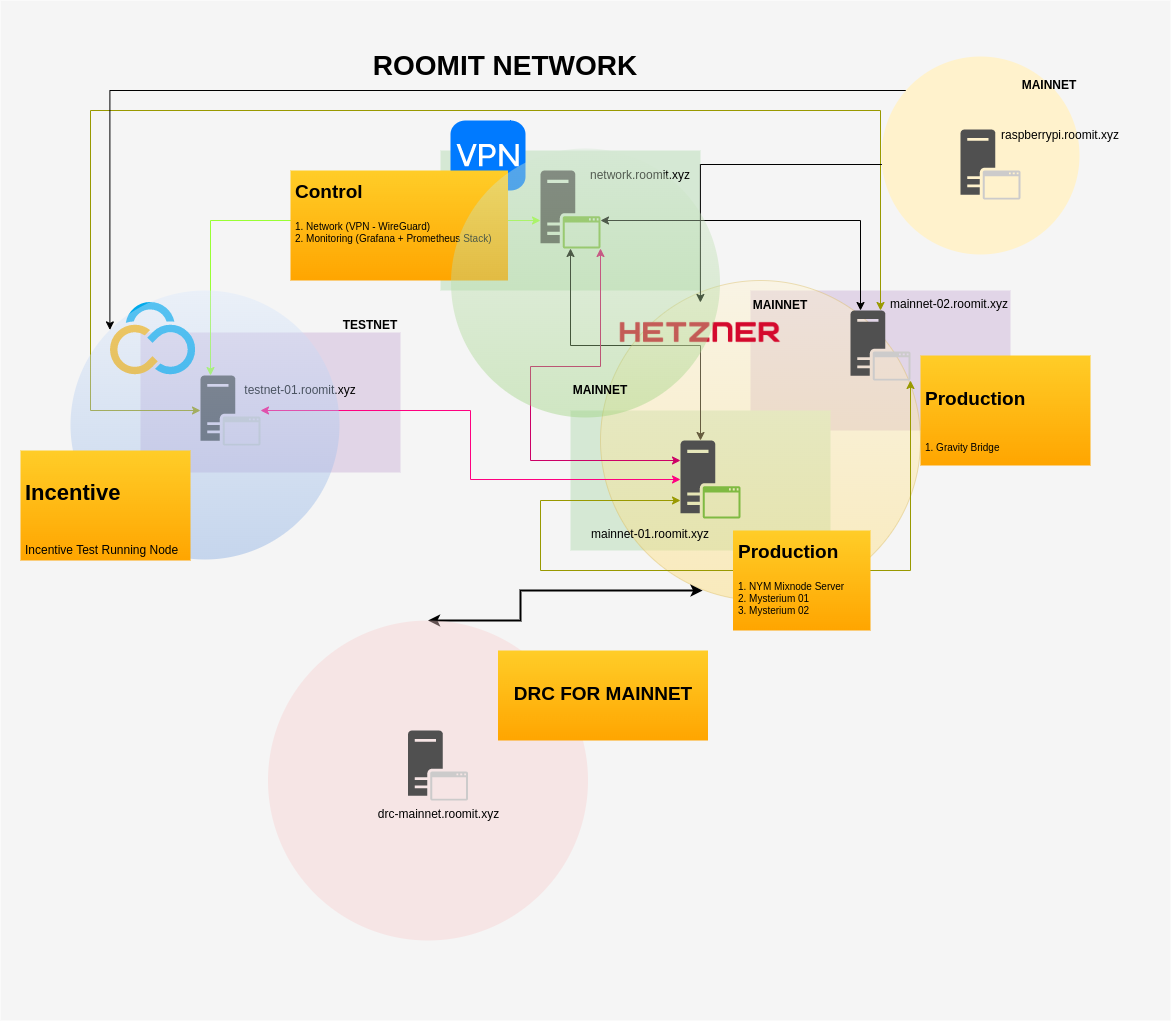 ROOMIT NETWORK
MAINNET
raspberrypi.roomit.xyz
VPN
network.roomit.xyz
Control
1. Network (VPN - WireGuard)
2. Monitoring (Grafana + Prometheus Stack)
TESTNET
testnet-01.roomit.xyz
HETZNER
MAINNET
mainnet-02.roomit.xyz
Production
1. Gravity Bridge
MAINNET
mainnet-01.roomit.xyz
Incentive
Incentive Test Running Node
Production
1. NYM Mixnode Server
2. Mysterium 01
3. Mysterium 02
DRC FOR MAINNET
drc-mainnet.roomit.xyz